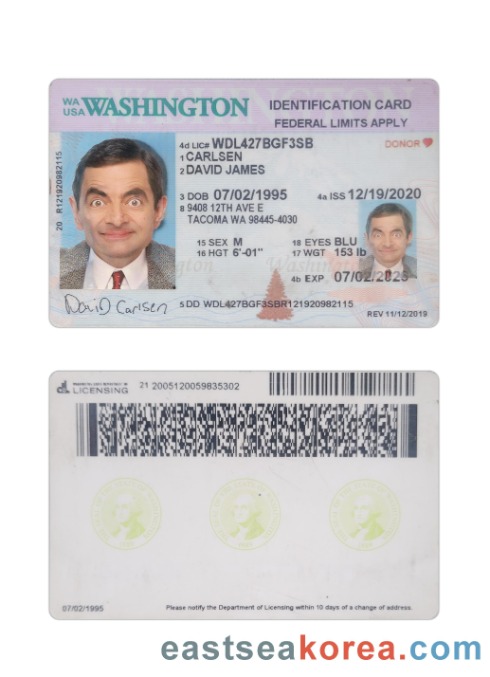 WA USA WASHINGTON IDENTIFICATION CARD
FEDERAL LIMITS APPLY
4d LIC# WDL427BGF3SB DONOR
1 CARLSEN
2 DAVID JAMES
20 R121920982115
3 DOB 07/02/1995 4a ISS 12/19/2020
8 9408 12TH AVE E
TACOMA WA 98445-4030
15 SEX M 18 EYES BLU
16 HGT 6'-01" 17 WGT 153 lb
4b EXP 07/02/2026
David Carlsen
5 DD WDL427BGF3SBR121920982115
REV 11/12/2019
LICENSING 21 2005120059835302
07/02/1995 Please notify the Department of Licensing within 10 days of a change of address.
eastseakorea.com